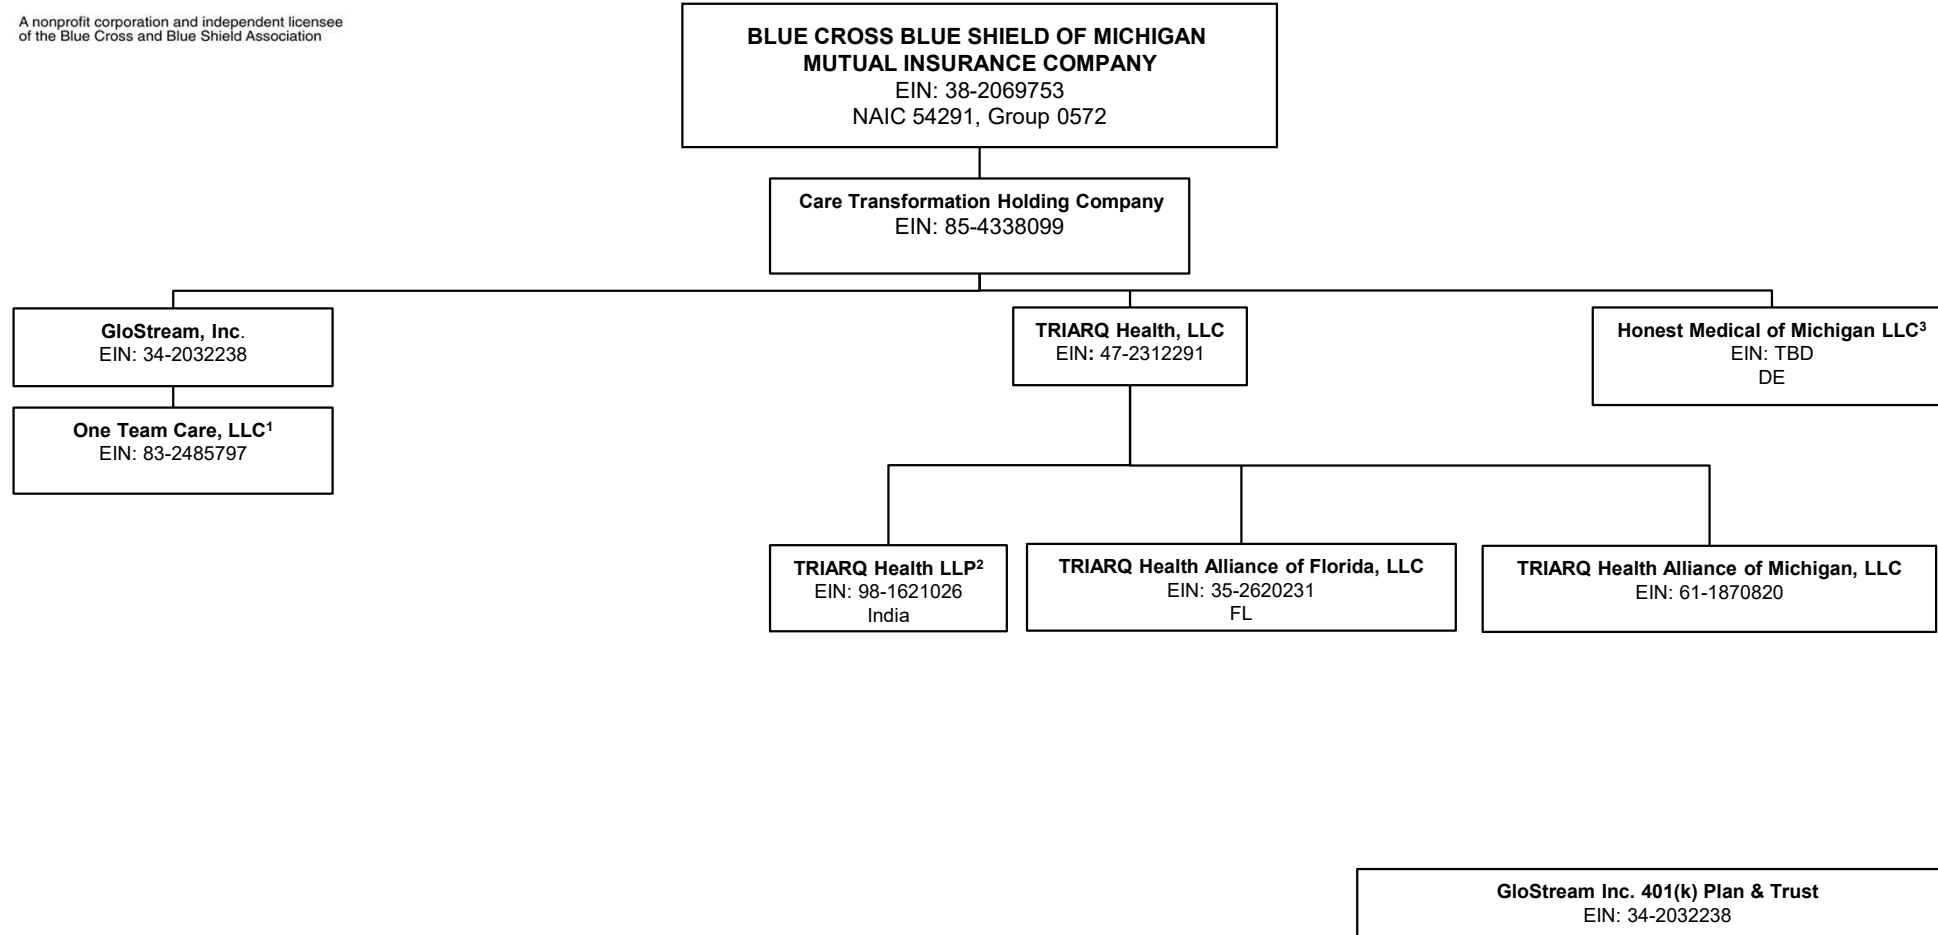 A nonprofit corporation and independent licensee
of the Blue Cross and Blue Shield Association
BLUE CROSS BLUE SHIELD OF MICHIGAN
MUTUAL INSURANCE COMPANY
EIN: 38-2069753
NAIC 54291, Group 0572
Care Transformation Holding Company
EIN: 85-4338099
GloStream, Inc.
EIN: 34-2032238
TRIARQ Health, LLC
EIN: 47-2312291
Honest Medical of Michigan LLC³
EIN: TBD
DE
One Team Care, LLC¹
EIN: 83-2485797
TRIARQ Health LLP²
EIN: 98-1621026
India
TRIARQ Health Alliance of Florida, LLC
EIN: 35-2620231
FL
TRIARQ Health Alliance of Michigan, LLC
EIN: 61-1870820
GloStream Inc. 401(k) Plan & Trust
EIN: 34-2032238